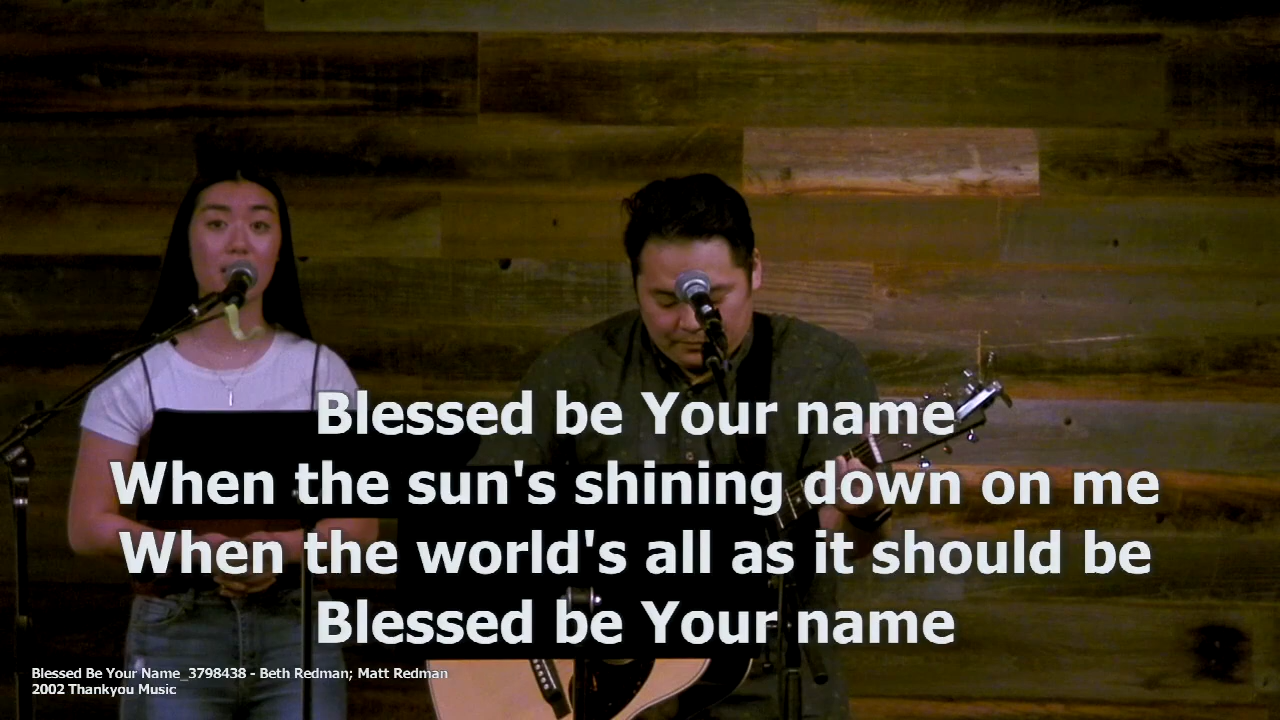 Blessed be Your name
When the sun's shining down on me
When the world's all as it should be
Blessed be Your name
Blessed Be Your Name_3798438 - Beth Redman; Matt Redman
2002 Thankyou Music